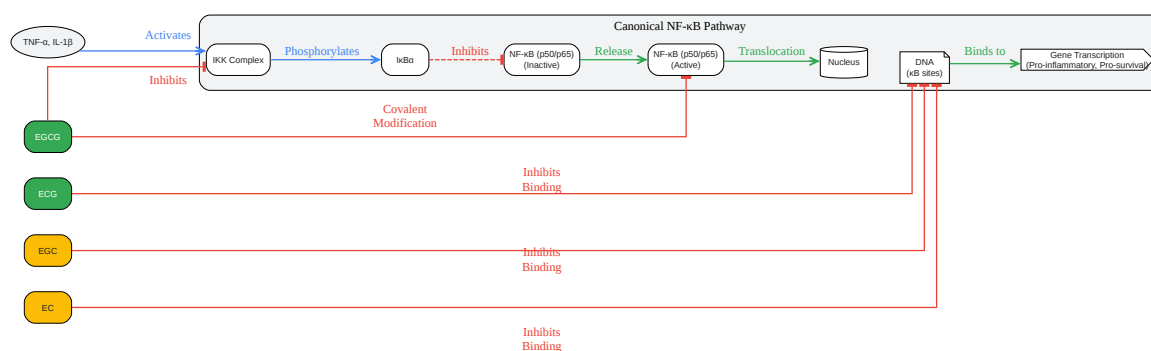 Canonical NF-κB Pathway
TNF-α, IL-1β
Activates
IKK Complex
Phosphorylates
IκBα
Inhibits
NF-κB (p50/p65)
(Inactive)
Release
NF-κB (p50/p65)
(Active)
Translocation
Nucleus
DNA
(κB sites)
Binds to
Gene Transcription
(Pro-inflammatory, Pro-survival)
Inhibits
Covalent
Modification
EGCG
Inhibits
Binding
ECG
Inhibits
Binding
EGC
EC
Inhibits
Binding